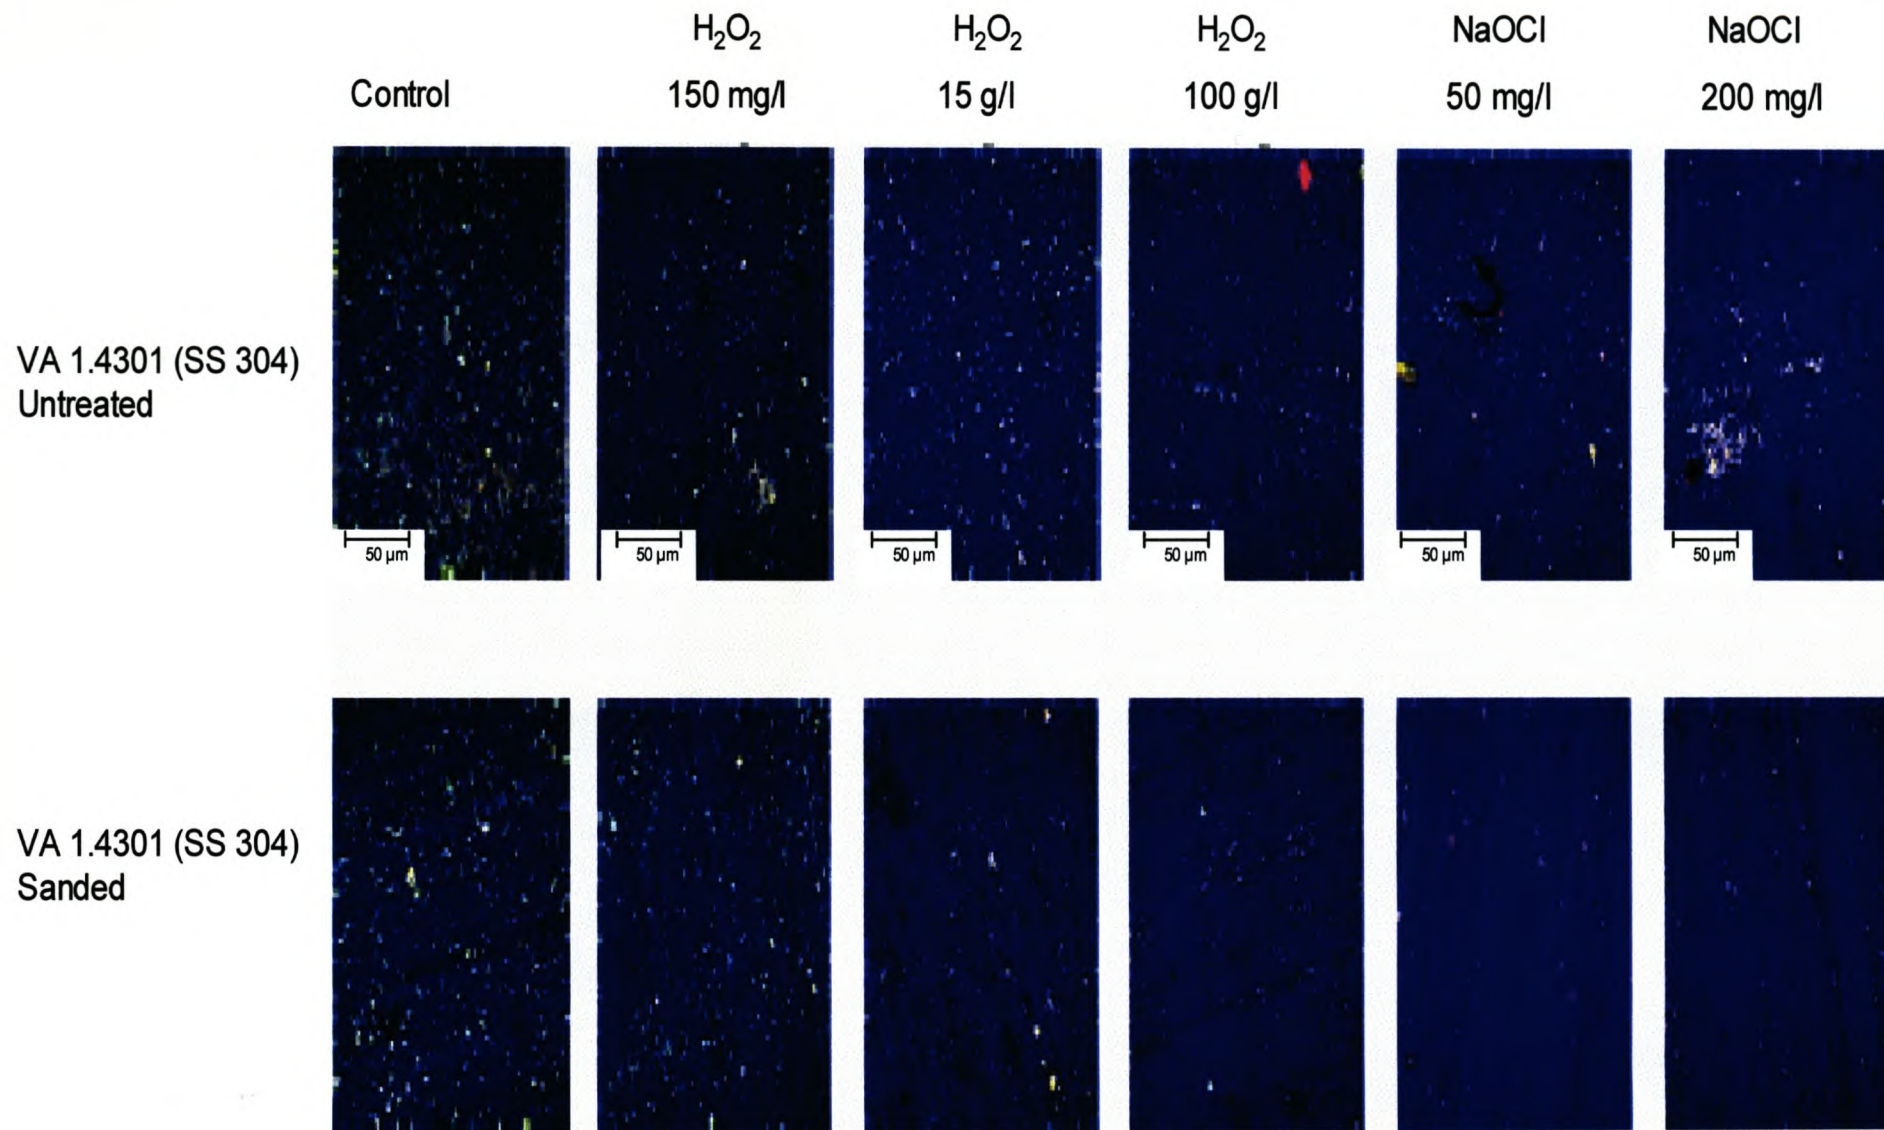 H₂O₂ H₂O₂ H₂O₂ NaOCl NaOCl
Control 150 mg/l 15 g/l 100 g/l 50 mg/l 200 mg/l
VA 1.4301 (SS 304)
Untreated
50 µm 50 µm 50 µm 50 µm 50 µm 50 µm
VA 1.4301 (SS 304)
Sanded